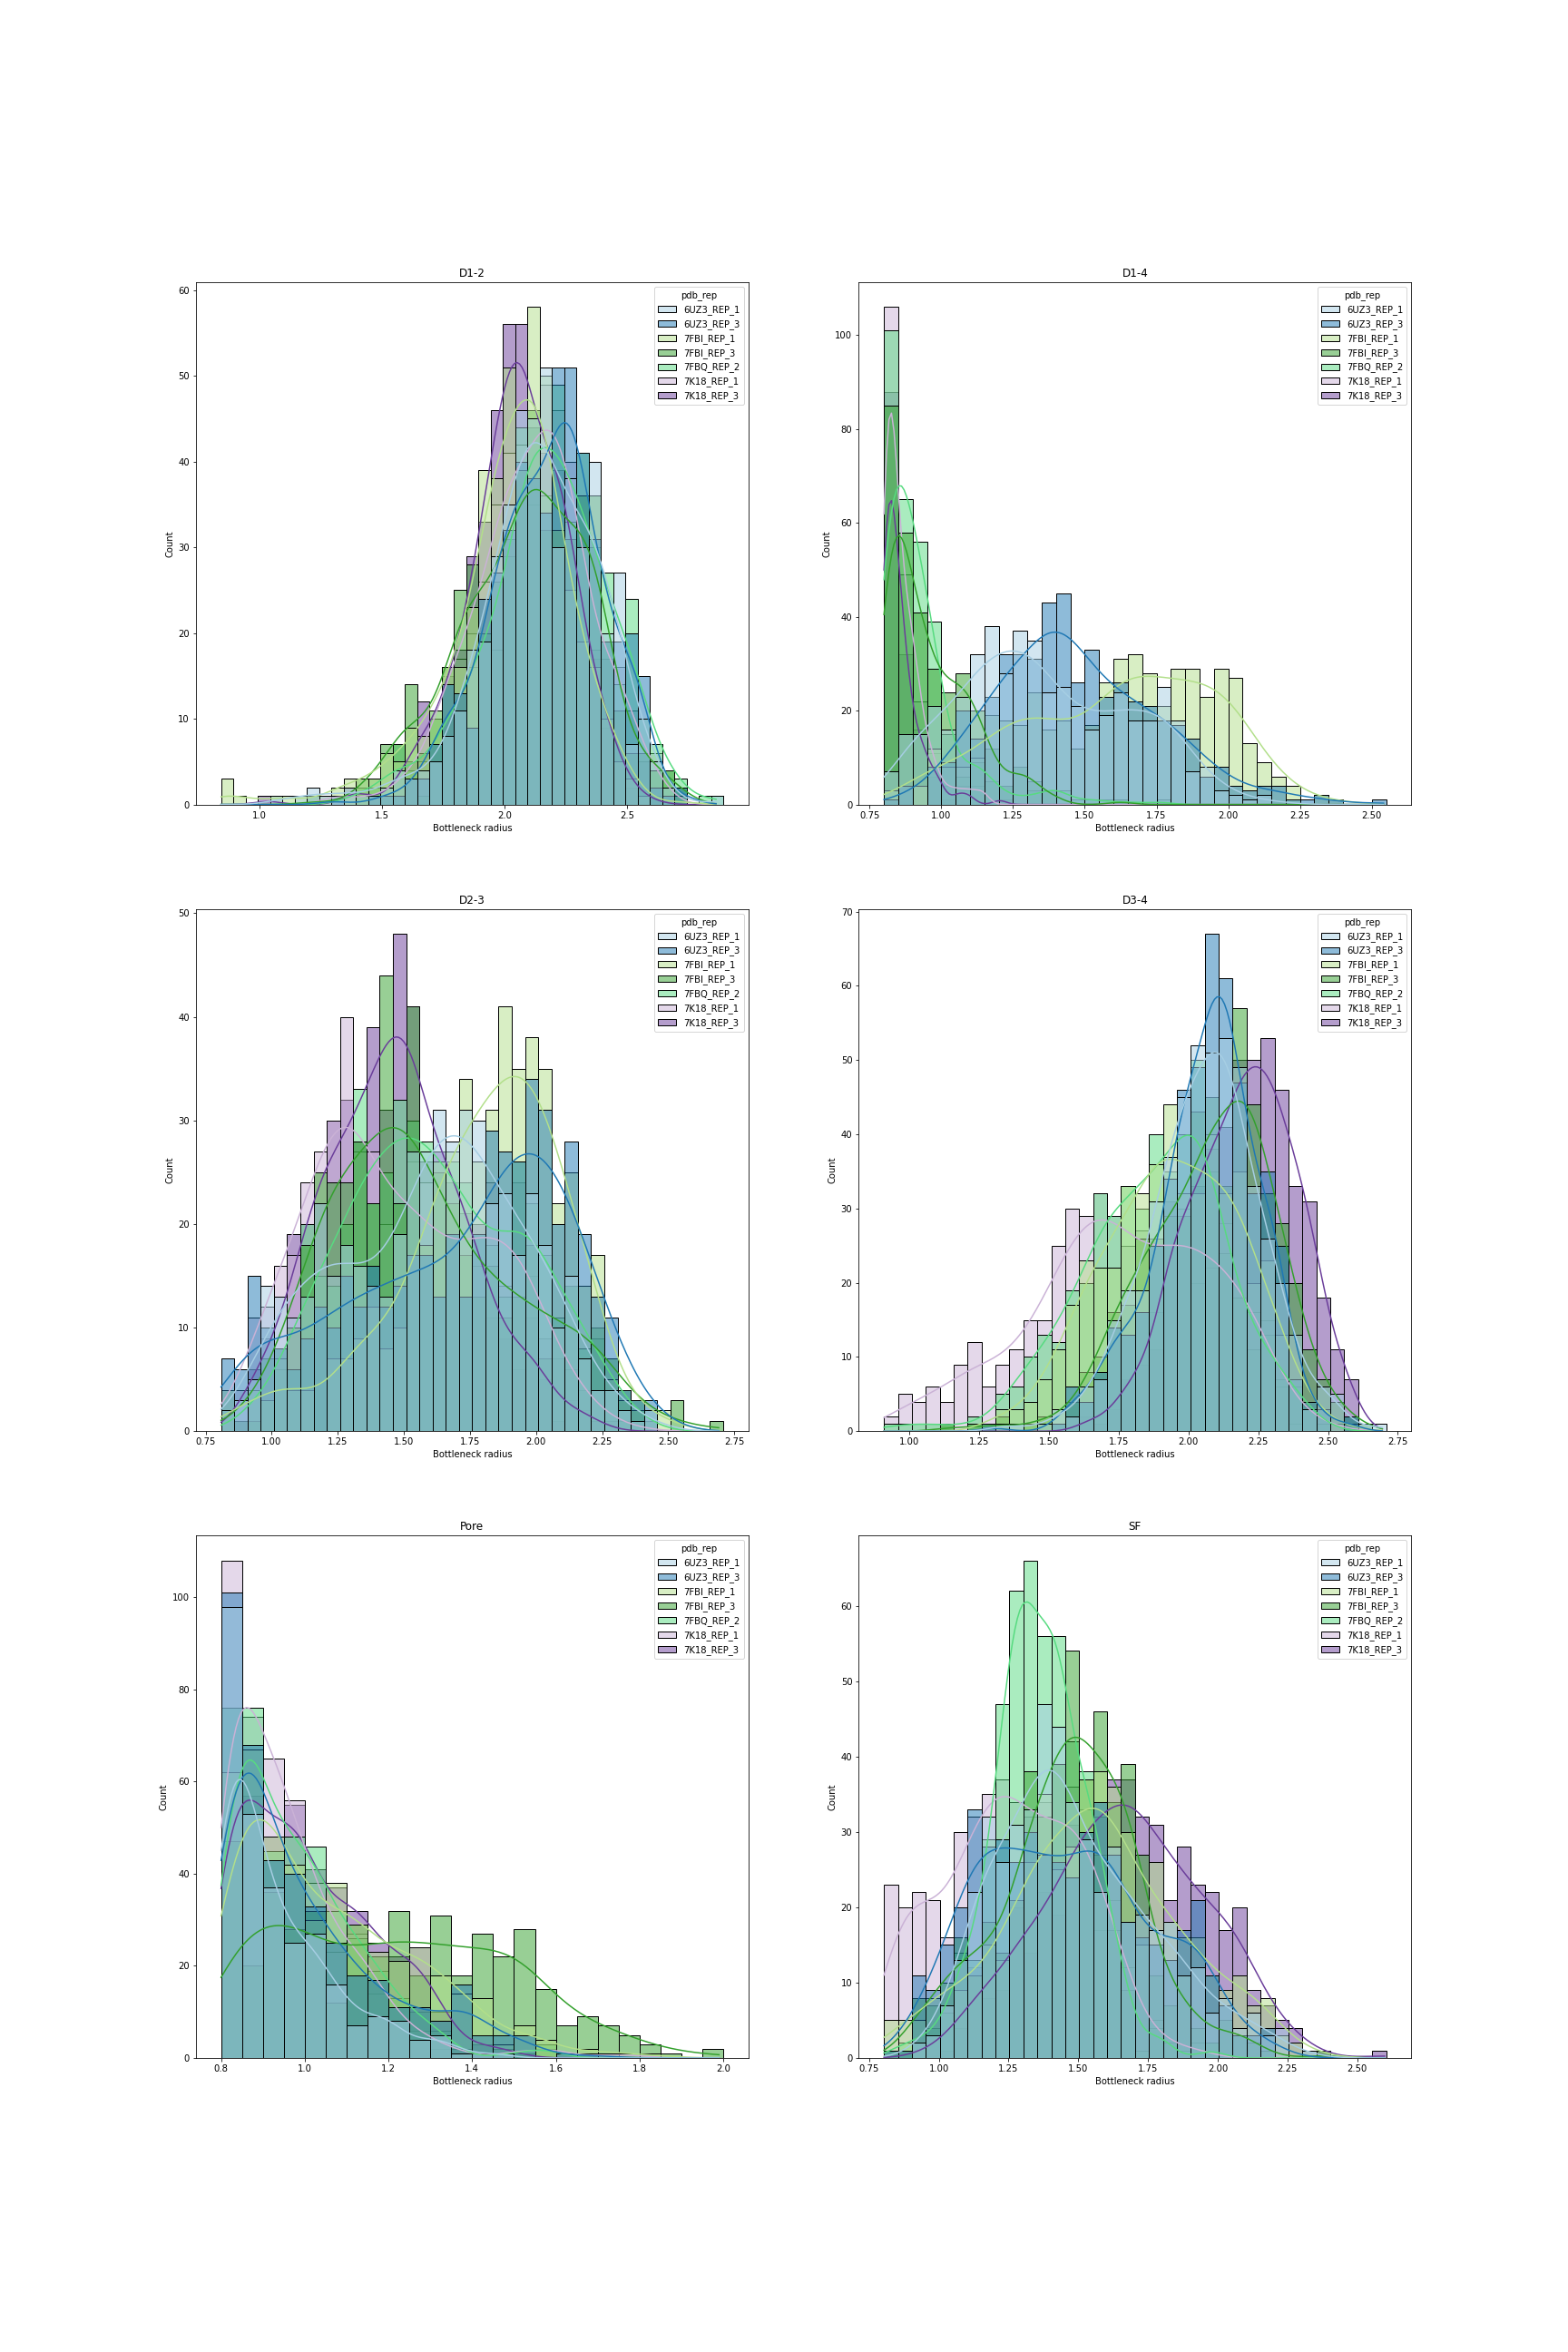 D1-2
60
50
40
30
20
10
0
Count
1.0 1.5 2.0 2.5
Bottleneck radius
pdb_rep
6UZ3_REP_1
6UZ3_REP_3
7FBI_REP_1
7FBI_REP_3
7FBQ_REP_2
7K18_REP_1
7K18_REP_3
D1-4
100
80
60
40
20
0
Count
0.75 1.00 1.25 1.50 1.75 2.00 2.25 2.50
Bottleneck radius
pdb_rep
6UZ3_REP_1
6UZ3_REP_3
7FBI_REP_1
7FBI_REP_3
7FBQ_REP_2
7K18_REP_1
7K18_REP_3
D2-3
50
40
30
20
10
0
Count
0.75 1.00 1.25 1.50 1.75 2.00 2.25 2.50 2.75
Bottleneck radius
pdb_rep
6UZ3_REP_1
6UZ3_REP_3
7FBI_REP_1
7FBI_REP_3
7FBQ_REP_2
7K18_REP_1
7K18_REP_3
D3-4
70
60
50
40
30
20
10
0
Count
1.00 1.25 1.50 1.75 2.00 2.25 2.50 2.75
Bottleneck radius
pdb_rep
6UZ3_REP_1
6UZ3_REP_3
7FBI_REP_1
7FBI_REP_3
7FBQ_REP_2
7K18_REP_1
7K18_REP_3
Pore
100
80
60
40
20
0
Count
0.8 1.0 1.2 1.4 1.6 1.8 2.0
Bottleneck radius
pdb_rep
6UZ3_REP_1
6UZ3_REP_3
7FBI_REP_1
7FBI_REP_3
7FBQ_REP_2
7K18_REP_1
7K18_REP_3
SF
60
50
40
30
20
10
0
Count
0.75 1.00 1.25 1.50 1.75 2.00 2.25 2.50
Bottleneck radius
pdb_rep
6UZ3_REP_1
6UZ3_REP_3
7FBI_REP_1
7FBI_REP_3
7FBQ_REP_2
7K18_REP_1
7K18_REP_3